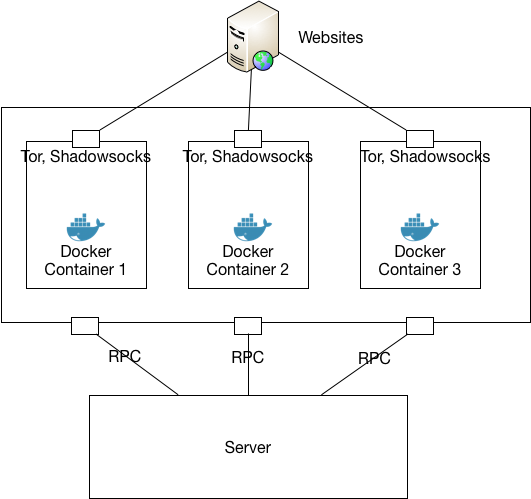 Websites
Tor, Shadowsocks
Tor, Shadowsocks
Tor, Shadowsocks
Docker
Container 1
Docker
Container 2
Docker
Container 3
RPC
RPC
RPC
Server